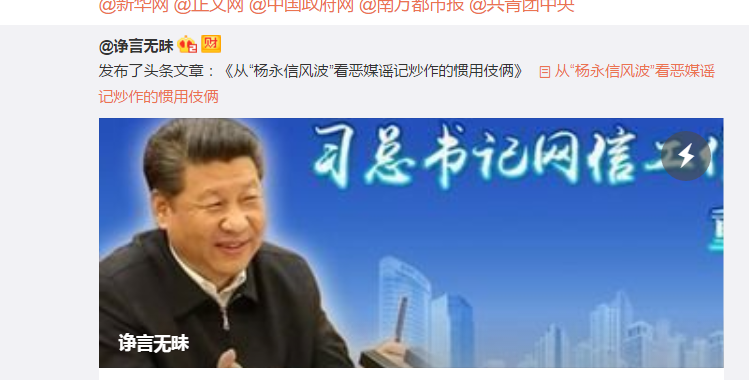 @新华网 @正义网 @中国政府网 @南方都市报 @共青团中央
@诤言无昧
财
发布了头条文章：《从“杨永信风波”看恶媒谣记炒作的惯用伎俩》 从“杨永信风波”看恶媒谣
记炒作的惯用伎俩
习总书记网信工
诤言无昧